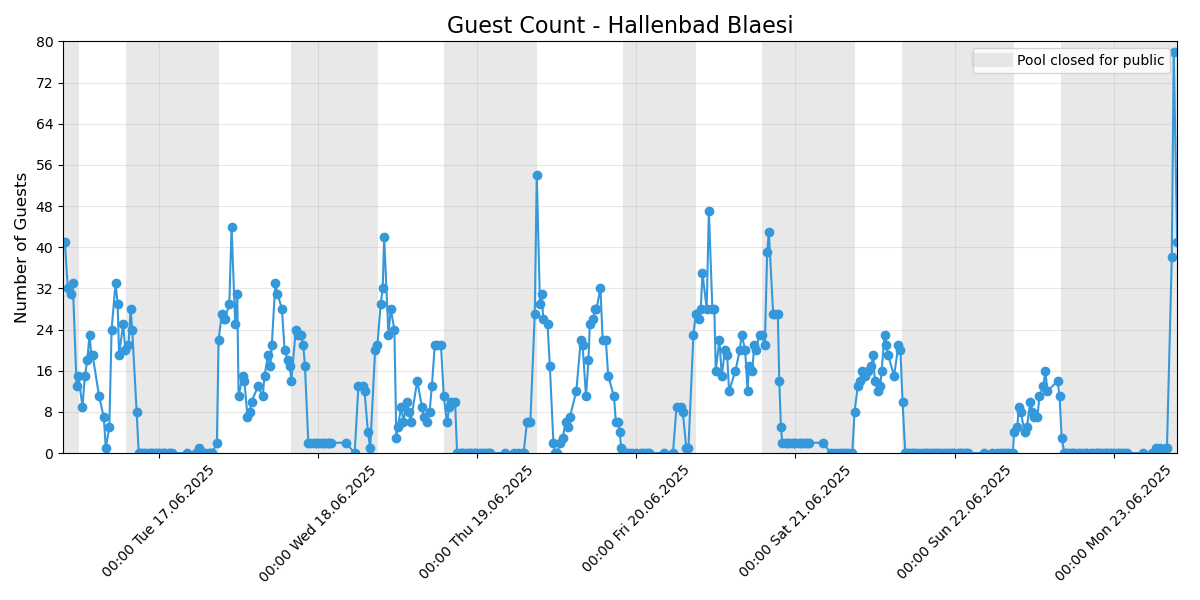 Guest Count - Hallenbad Blaesi
Pool closed for public
Number of Guests
80
72
64
56
48
40
32
24
16
8
0
00:00 Tue 17.06.2025
00:00 Wed 18.06.2025
00:00 Thu 19.06.2025
00:00 Fri 20.06.2025
00:00 Sat 21.06.2025
00:00 Sun 22.06.2025
00:00 Mon 23.06.2025